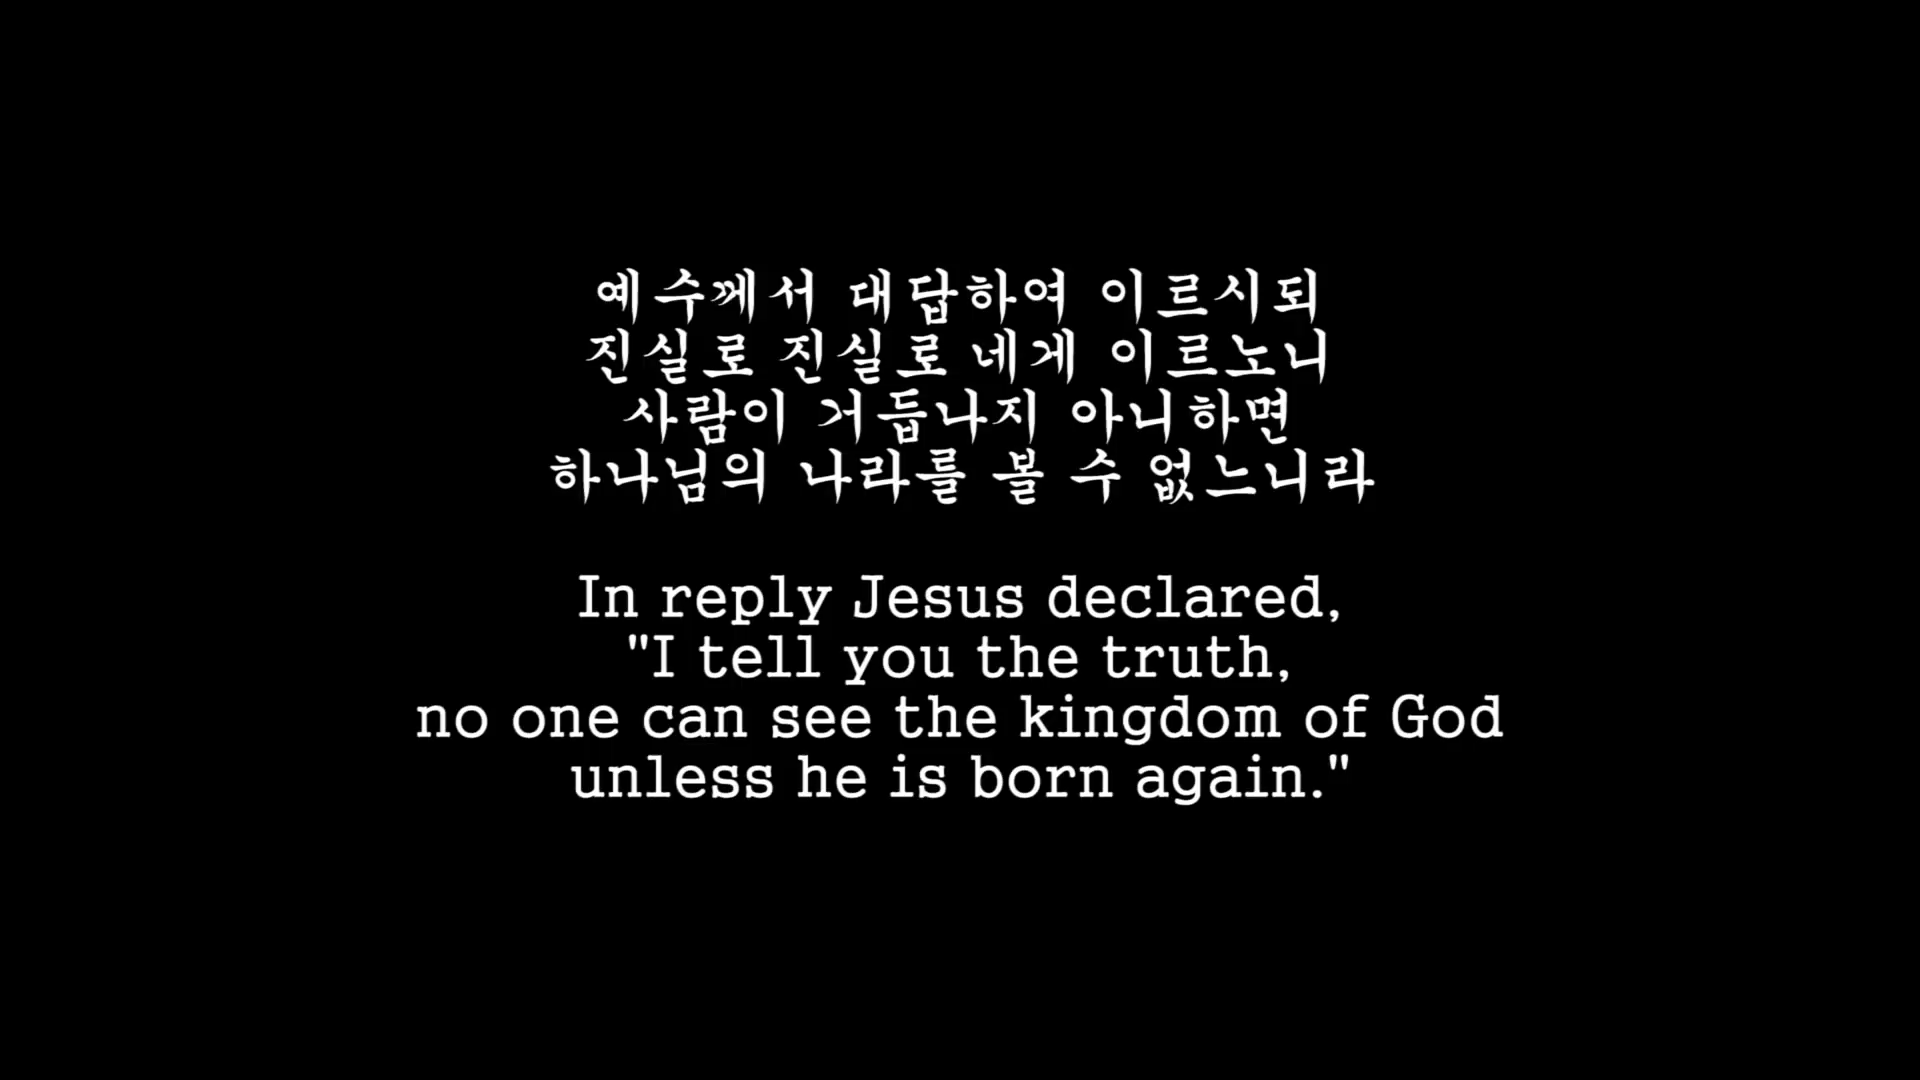 예수께서 대답하여 이르시되
진실로 진실로 네게 이르노니
사람이 거듭나지 아니하면
하나님의 나라를 볼 수 없느니라
In reply Jesus declared,
"I tell you the truth,
no one can see the kingdom of God
unless he is born again."